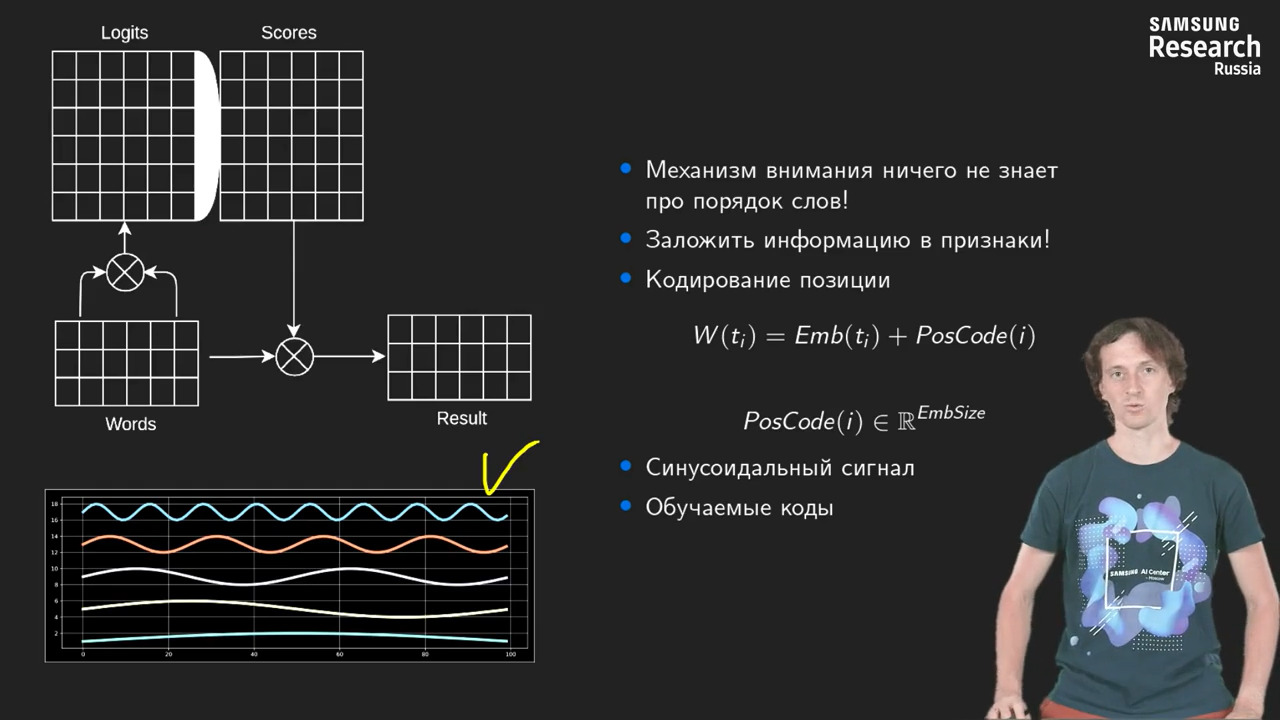 Logits
Scores
SAMSUNG
Research
Russia
Механизм внимания ничего не знает
про порядок слов!
Заложить информацию в признаки!
Кодирование позиции
W(t_i) = Emb(t_i) + PosCode(i)
PosCode(i) ∈ ℝ^EmbSize
Синусоидальный сигнал
Обучаемые коды
Words
Result
18
16
14
12
10
8
6
4
2
0 20 40 60 80 100
SAMSUNG AI Center
- Moscow